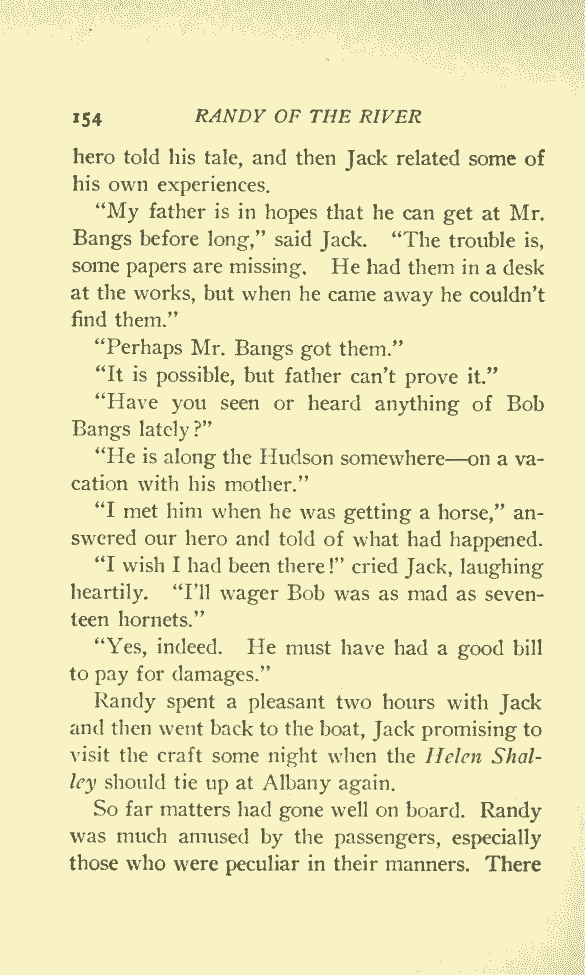 154 RANDY OF THE RIVER
hero told his tale, and then Jack related some of
his own experiences.
“My father is in hopes that he can get at Mr.
Bangs before long,” said Jack. “The trouble is,
some papers are missing. He had them in a desk
at the works, but when he came away he couldn’t
find them.”
“Perhaps Mr. Bangs got them.”
“It is possible, but father can’t prove it.”
“Have you seen or heard anything of Bob
Bangs lately?”
“He is along the Hudson somewhere—on a va-
cation with his mother.”
“I met him when he was getting a horse,” an-
swered our hero and told of what had happened.
“I wish I had been there!” cried Jack, laughing
heartily. “I’ll wager Bob was as mad as seven-
teen hornets.”
“Yes, indeed. He must have had a good bill
to pay for damages.”
Randy spent a pleasant two hours with Jack
and then went back to the boat, Jack promising to
visit the craft some night when the Helen Shal-
ley should tie up at Albany again.
So far matters had gone well on board. Randy
was much amused by the passengers, especially
those who were peculiar in their manners. There